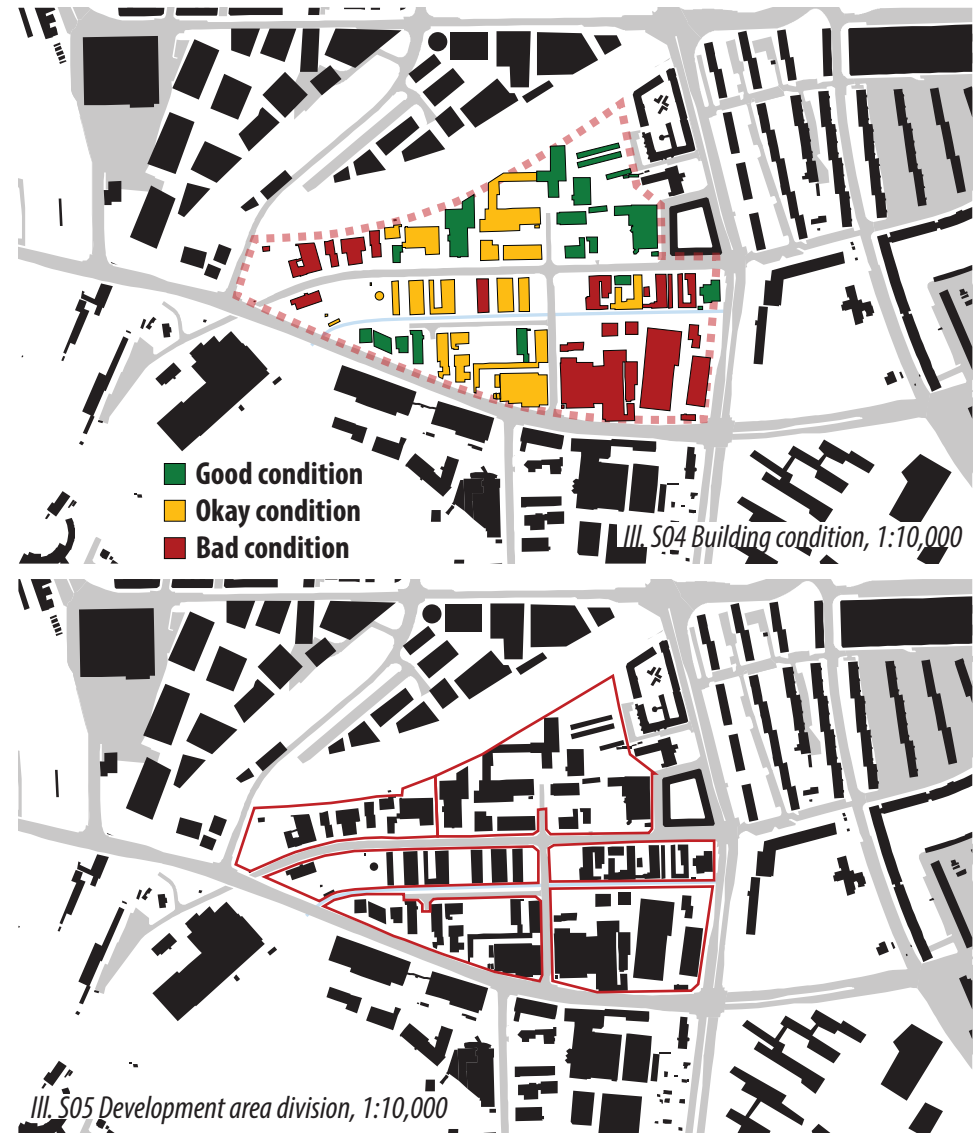 Good condition
Okay condition
Bad condition
Ill. S04 Building condition, 1:10,000
Ill. S05 Development area division, 1:10,000